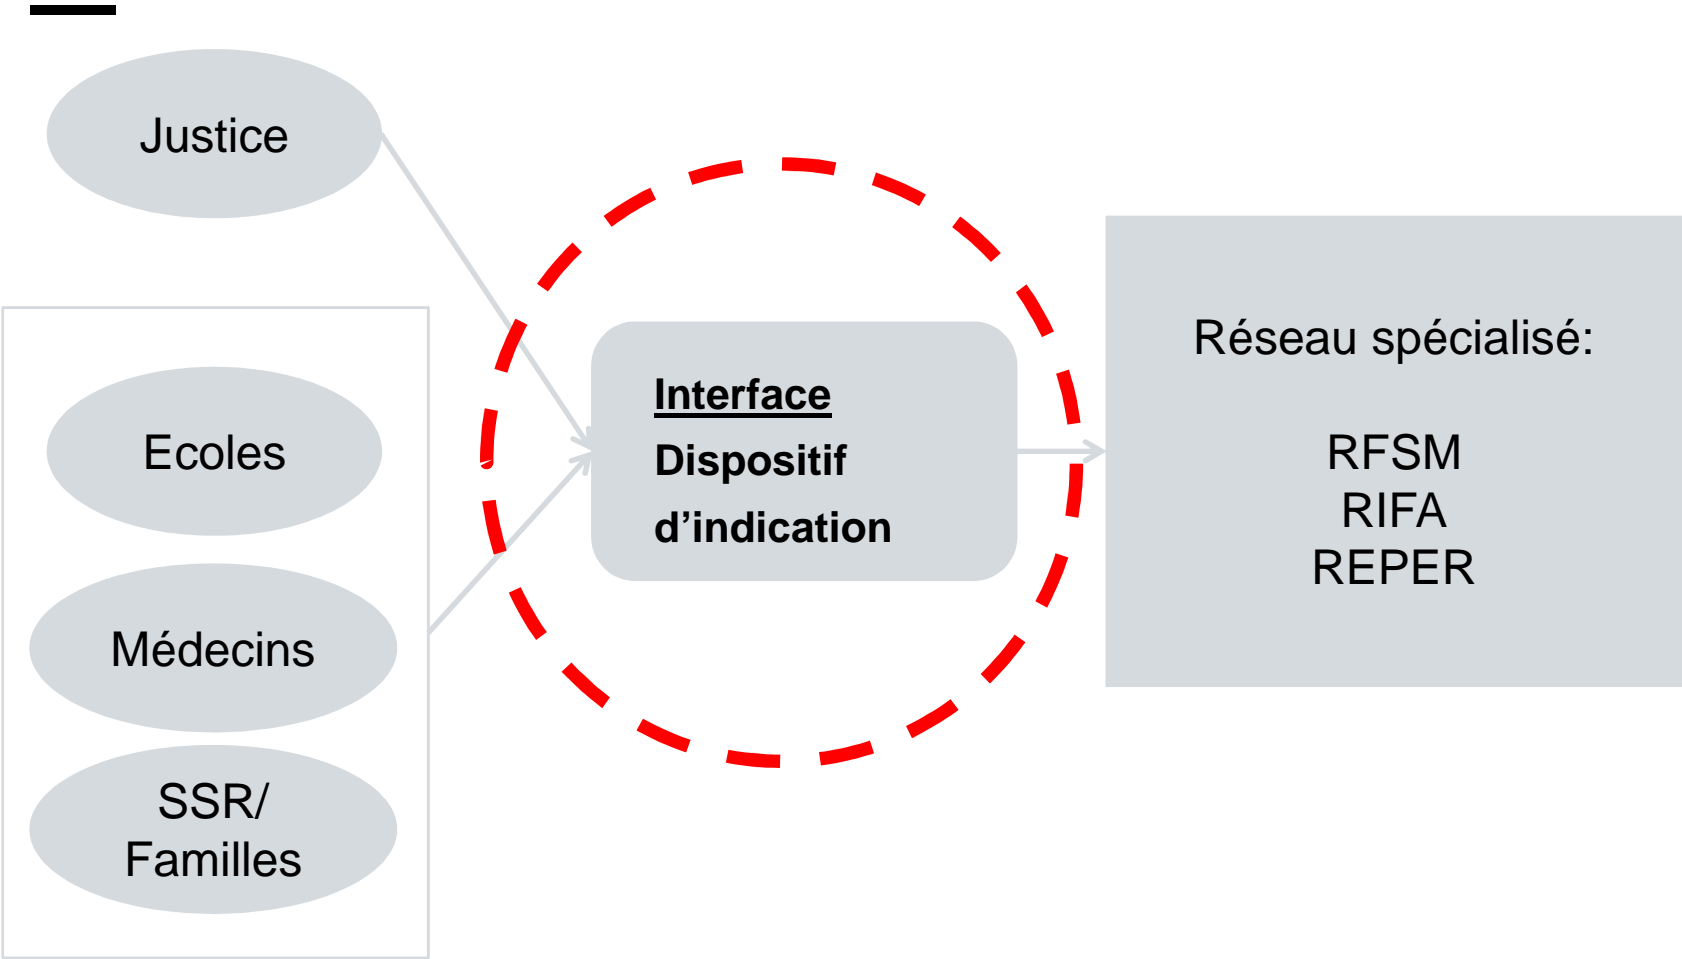 Justice
Ecoles
Médecins
SSR/
Familles
Interface
Dispositif
d’indication
Réseau spécialisé:
RFSM
RIFA
REPER